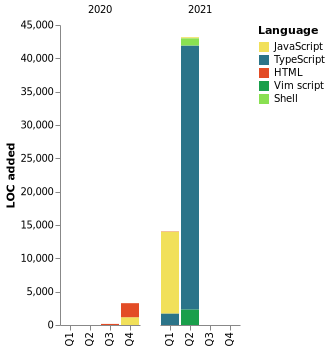 2020 2021
Language
JavaScript
TypeScript
HTML
Vim script
Shell
LOC added
45,000
40,000
35,000
30,000
25,000
20,000
15,000
10,000
5,000
0
Q1 Q2 Q3 Q4 Q1 Q2 Q3 Q4